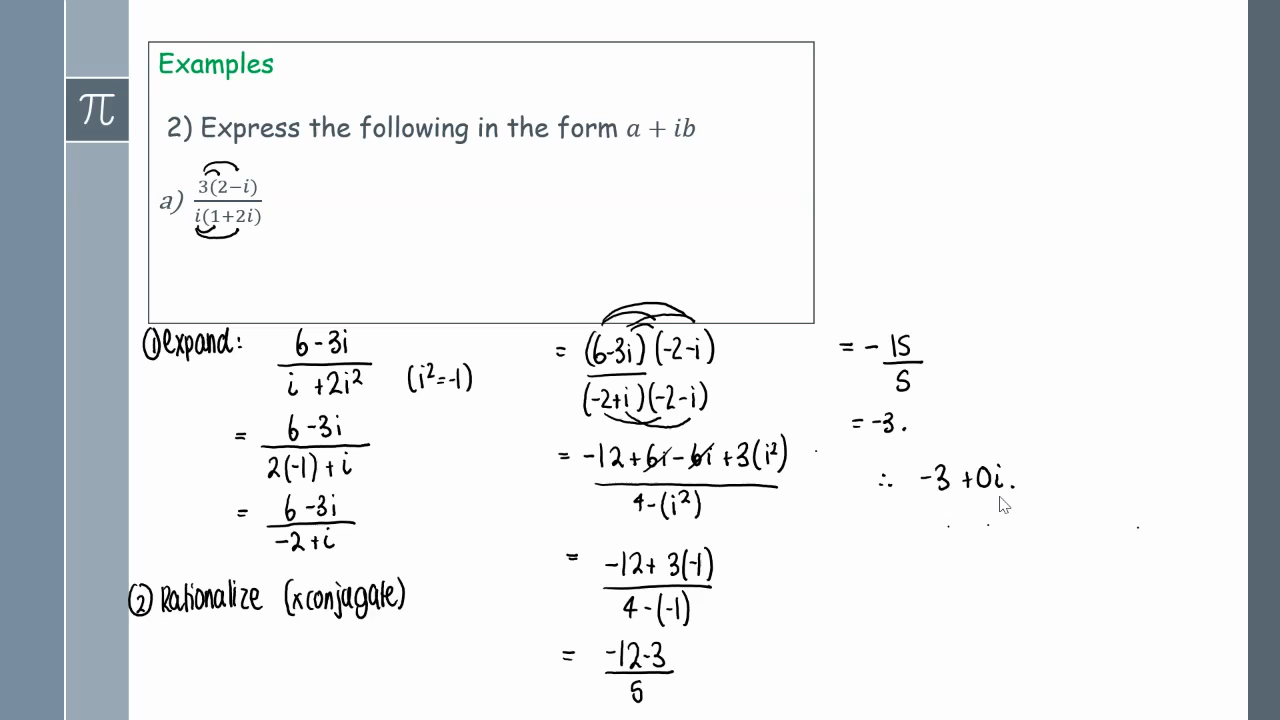 π
Examples
2) Express the following in the form a + ib
a) 3(2−i) / i(1+2i)
① expand: 6-3i / i +2i² (i²=-1)
= 6-3i / 2(-1)+i
= 6-3i / -2+i
② Rationalize (x conjagate)
= (6-3i)(-2-i) / (-2+i)(-2-i)
= -12+6i-6i+3(i²) / 4-(i²)
= -12+3(-1) / 4-(-1)
= -12-3 / 5
= - 15 / 5
= -3.
∴ -3 +0i.